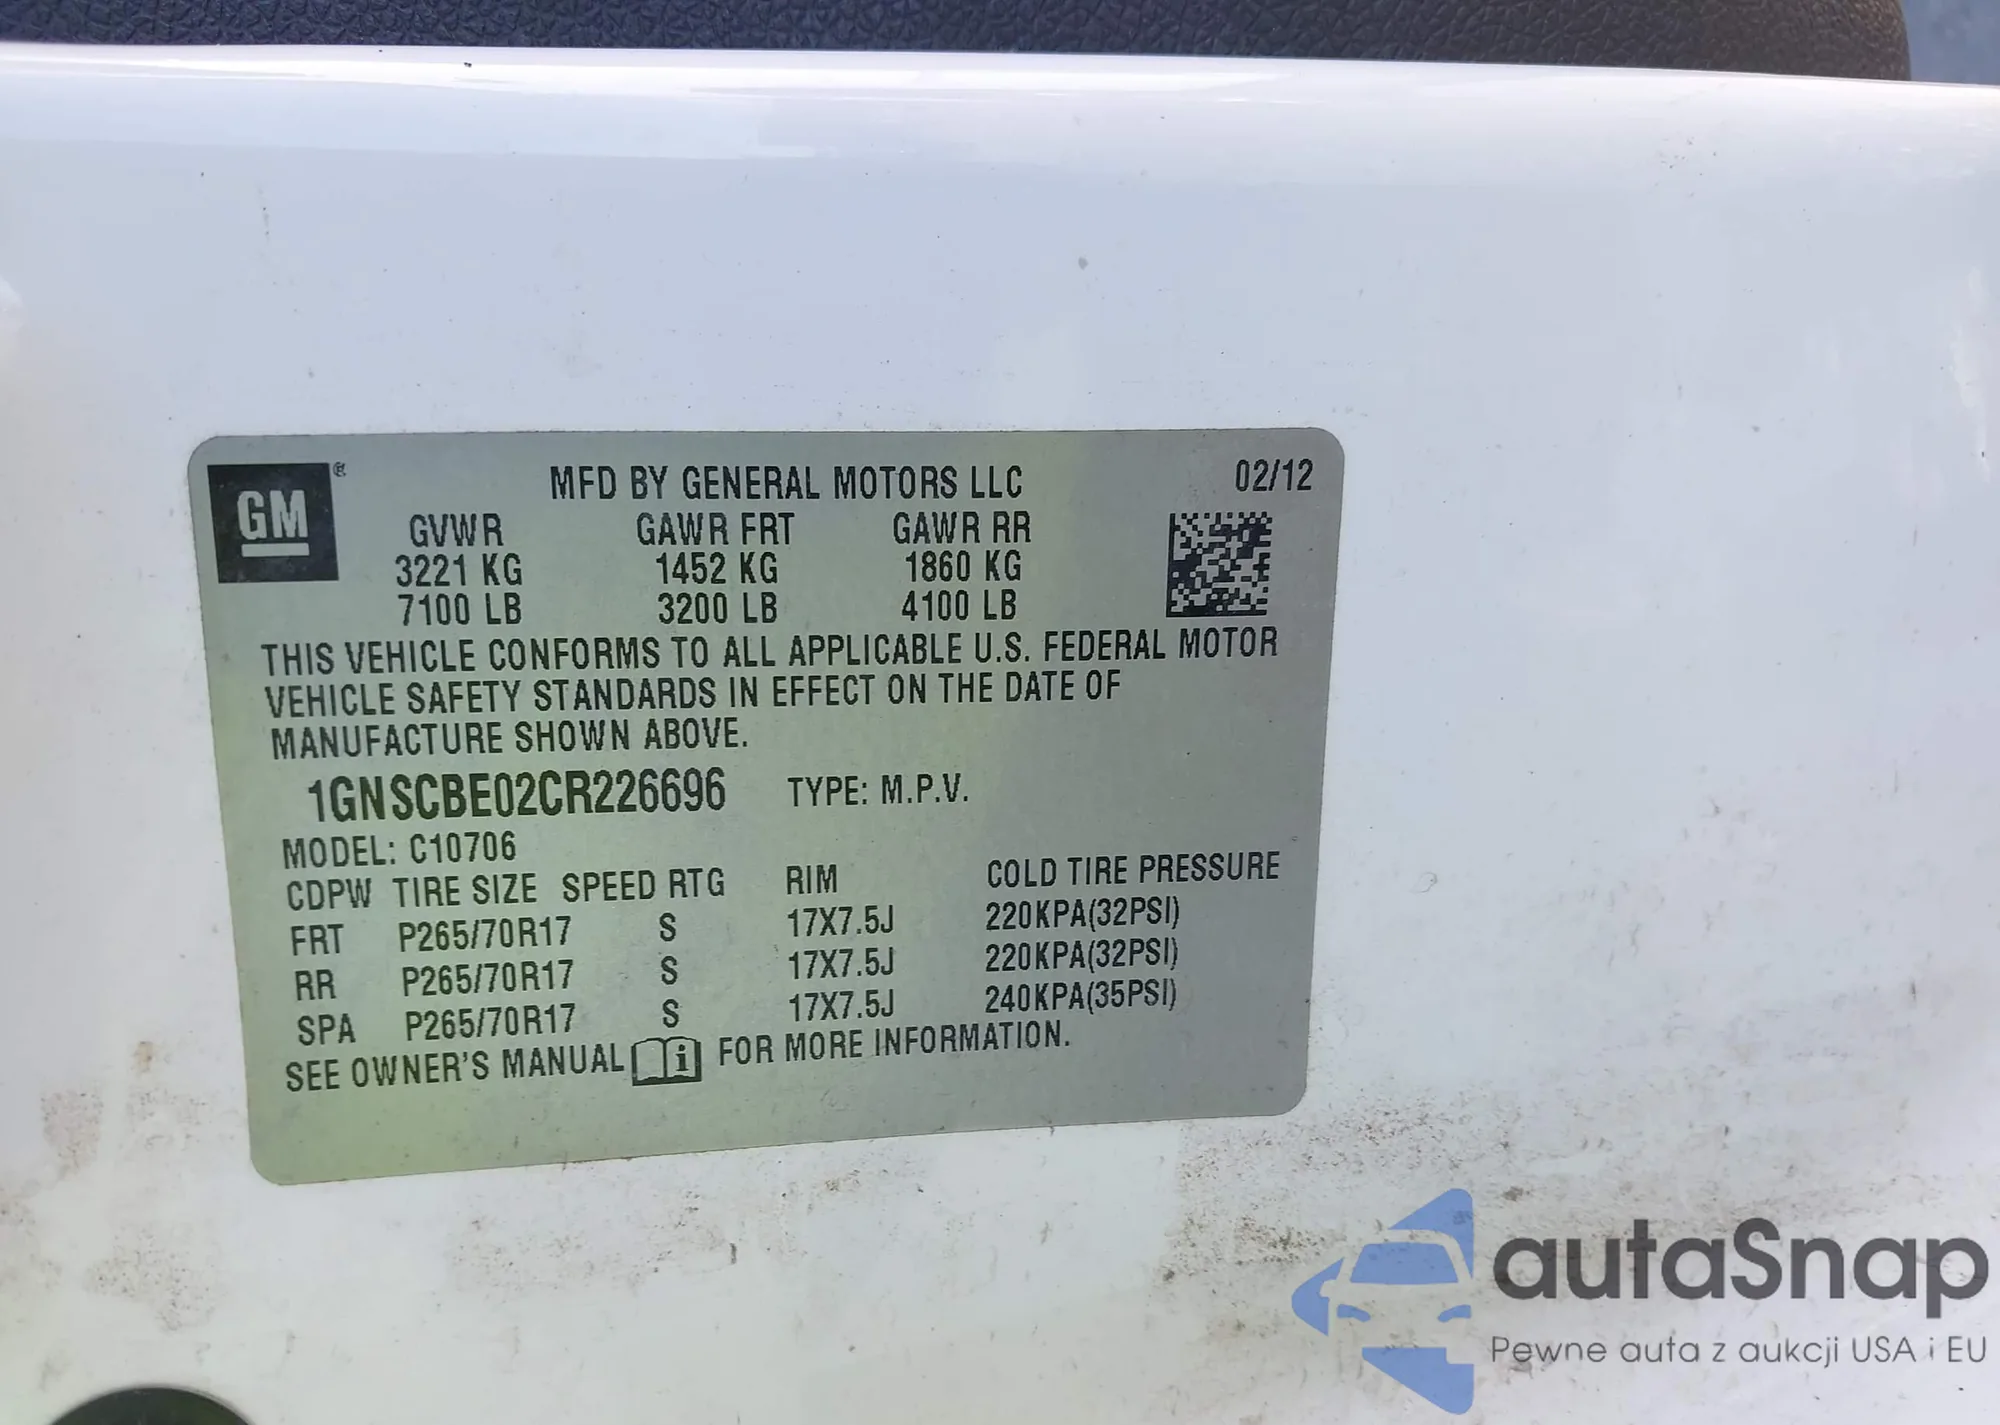 GM ®
MFD BY GENERAL MOTORS LLC 02/12
GVWR GAWR FRT GAWR RR
3221 KG 1452 KG 1860 KG
7100 LB 3200 LB 4100 LB
THIS VEHICLE CONFORMS TO ALL APPLICABLE U.S. FEDERAL MOTOR
VEHICLE SAFETY STANDARDS IN EFFECT ON THE DATE OF
MANUFACTURE SHOWN ABOVE.
1GNSCBE02CR226696 TYPE: M.P.V.
MODEL: C10706
CDPW TIRE SIZE SPEED RTG RIM COLD TIRE PRESSURE
FRT P265/70R17 S 17X7.5J 220KPA(32PSI)
RR P265/70R17 S 17X7.5J 220KPA(32PSI)
SPA P265/70R17 S 17X7.5J 240KPA(35PSI)
SEE OWNER'S MANUAL i FOR MORE INFORMATION.
autaSnap
Pewne auta z aukcji USA i EU